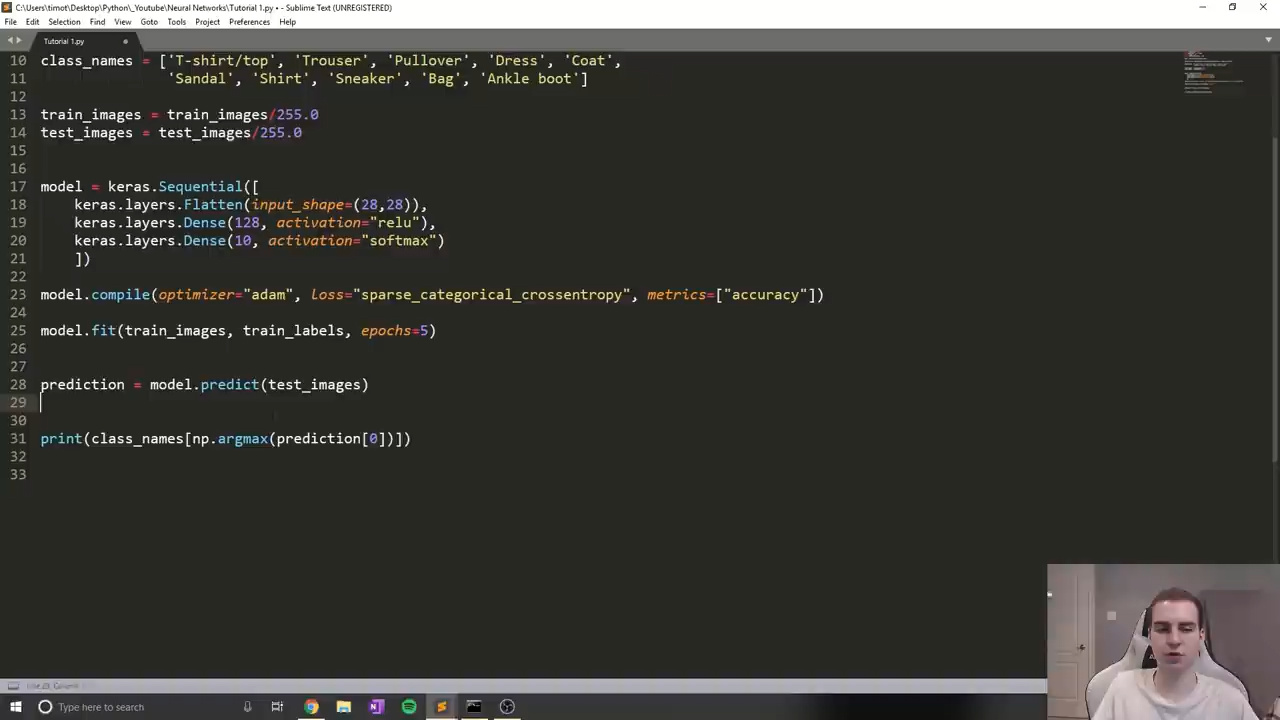 C:\Users\timot\Desktop\Python\_Youtube\Neural Networks\Tutorial 1.py • - Sublime Text (UNREGISTERED)
File Edit Selection Find View Goto Tools Project Preferences Help
Tutorial 1.py
10 class_names = ['T-shirt/top', 'Trouser', 'Pullover', 'Dress', 'Coat',
11 'Sandal', 'Shirt', 'Sneaker', 'Bag', 'Ankle boot']
12
13 train_images = train_images/255.0
14 test_images = test_images/255.0
15
16
17 model = keras.Sequential([
18 keras.layers.Flatten(input_shape=(28,28)),
19 keras.layers.Dense(128, activation="relu"),
20 keras.layers.Dense(10, activation="softmax")
21 ])
22
23 model.compile(optimizer="adam", loss="sparse_categorical_crossentropy", metrics=["accuracy"])
24
25 model.fit(train_images, train_labels, epochs=5)
26
27
28 prediction = model.predict(test_images)
29
30
31 print(class_names[np.argmax(prediction[0])])
32
33
Type here to search